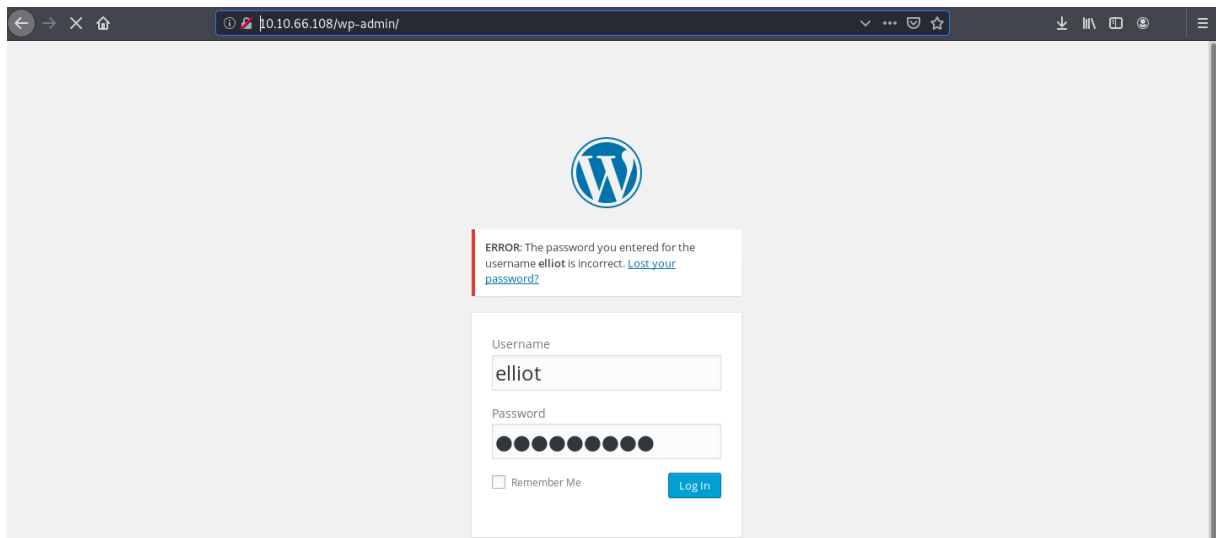 10.10.66.108/wp-admin/
ERROR: The password you entered for the
username elliot is incorrect. Lost your
password?
Username
elliot
Password
Remember Me
Log In